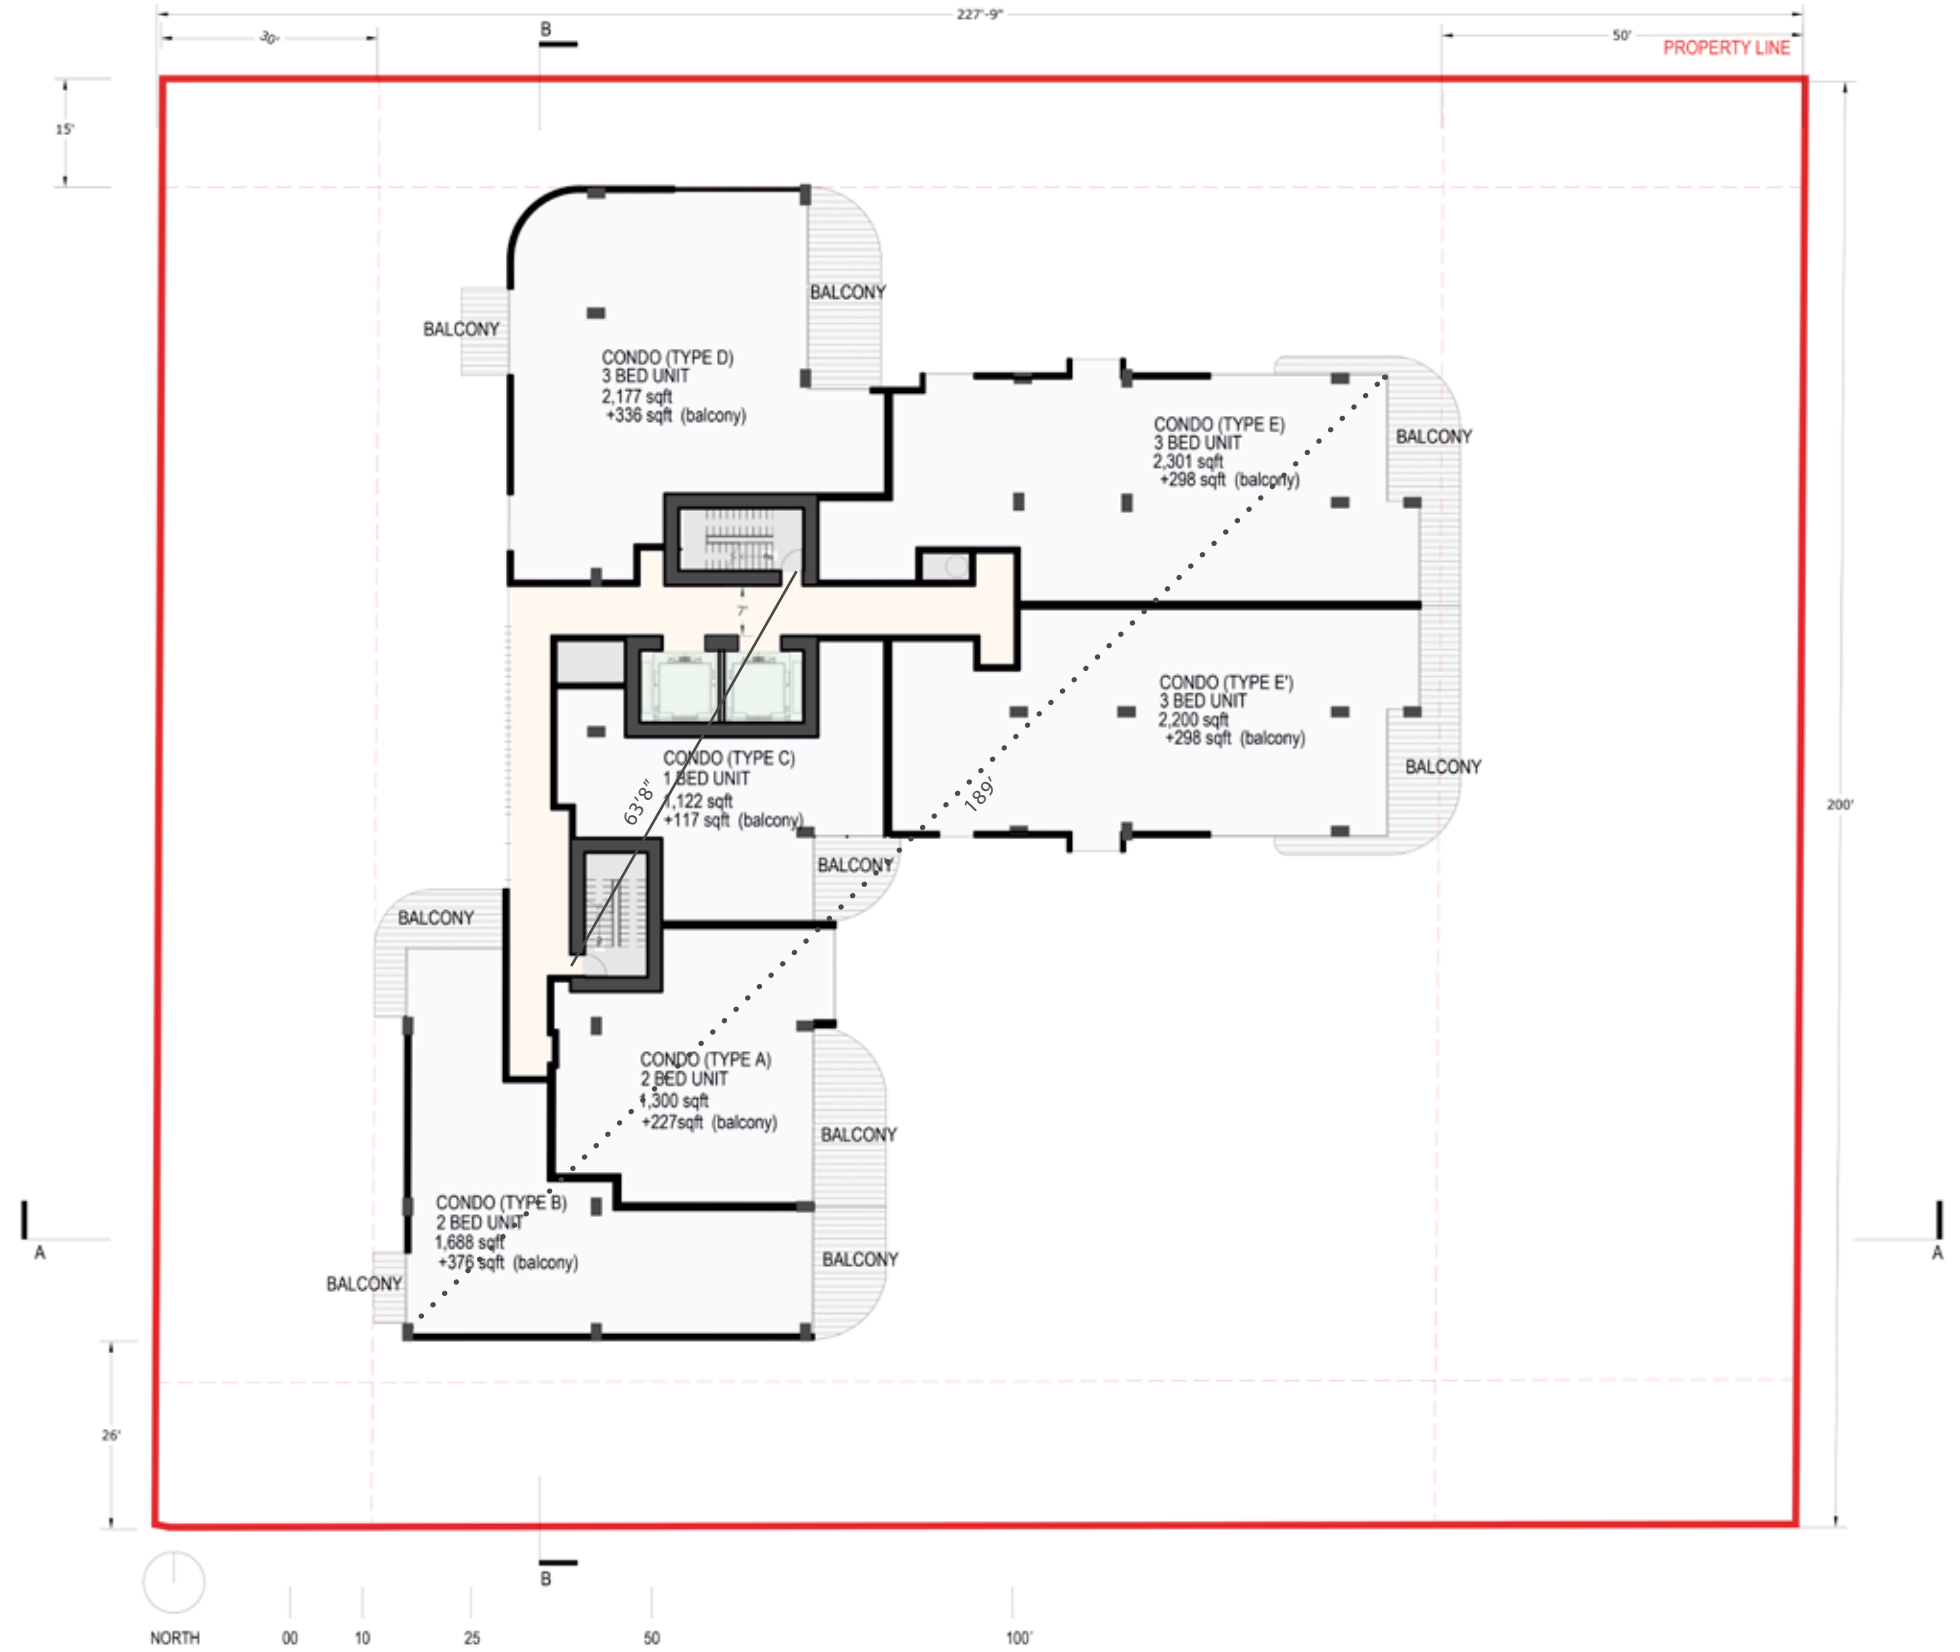 227'-9"
B
30'
50'
PROPERTY LINE
15'
BALCONY
BALCONY
CONDO (TYPE D)
3 BED UNIT
2,177 sqft
+336 sqft (balcony)
CONDO (TYPE E)
3 BED UNIT
2,301 sqft
+298 sqft (balcony)
BALCONY
7'
CONDO (TYPE E')
3 BED UNIT
2,200 sqft
+298 sqft (balcony)
BALCONY
CONDO (TYPE C)
1 BED UNIT
1,122 sqft
+117 sqft (balcony)
63'8"
189'
200'
BALCONY
BALCONY
CONDO (TYPE A)
2 BED UNIT
1,300 sqft
+227sqft (balcony)
BALCONY
CONDO (TYPE B)
2 BED UNIT
1,688 sqft
+376 sqft (balcony)
BALCONY
BALCONY
A
A
26'
B
NORTH
00
10
25
50
100'